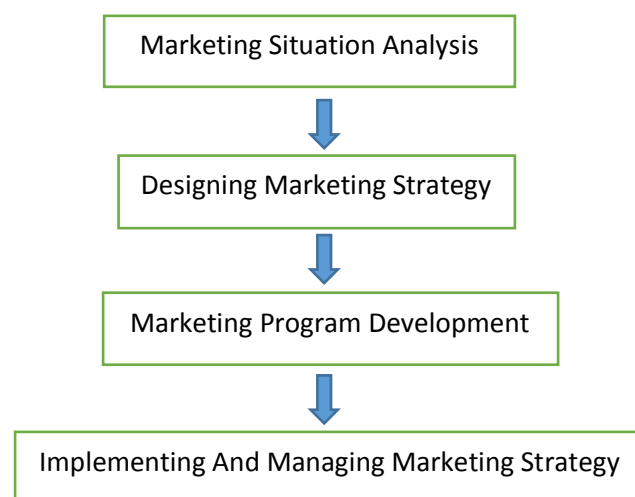 Marketing Situation Analysis
Designing Marketing Strategy
Marketing Program Development
Implementing And Managing Marketing Strategy